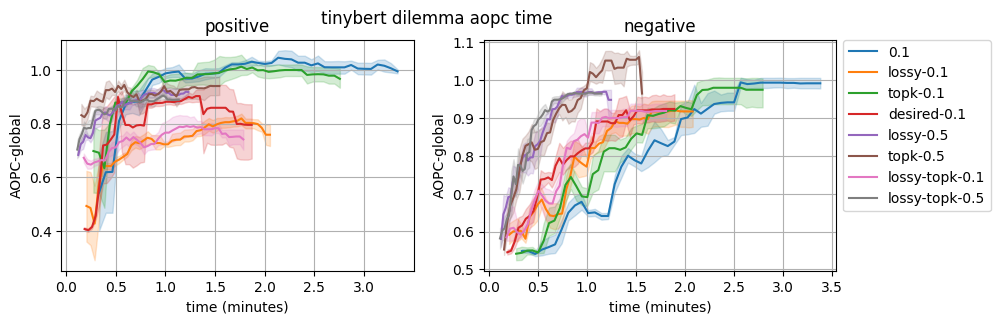 tinybert dilemma aopc time
positive
negative
AOPC-global
1.0
0.8
0.6
0.4
0.0
0.5
1.0
1.5
2.0
2.5
3.0
time (minutes)
AOPC-global
1.1
1.0
0.9
0.8
0.7
0.6
0.5
0.0
0.5
1.0
1.5
2.0
2.5
3.0
3.5
time (minutes)
0.1
lossy-0.1
topk-0.1
desired-0.1
lossy-0.5
topk-0.5
lossy-topk-0.1
lossy-topk-0.5